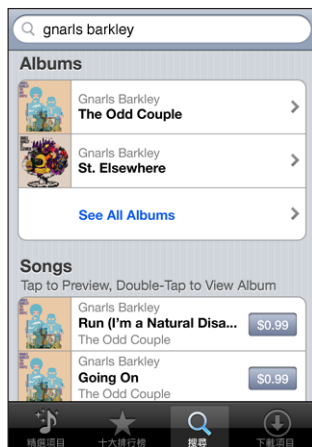 gnarls barkley
Albums
Gnarls Barkley
The Odd Couple
Gnarls Barkley
St. Elsewhere
See All Albums
Songs
Tap to Preview, Double-Tap to View Album
Gnarls Barkley
Run (I'm a Natural Disa...
$0.99
The Odd Couple
Gnarls Barkley
Going On
$0.99
The Odd Couple
精選項目 十大排行榜 搜尋 下載項目